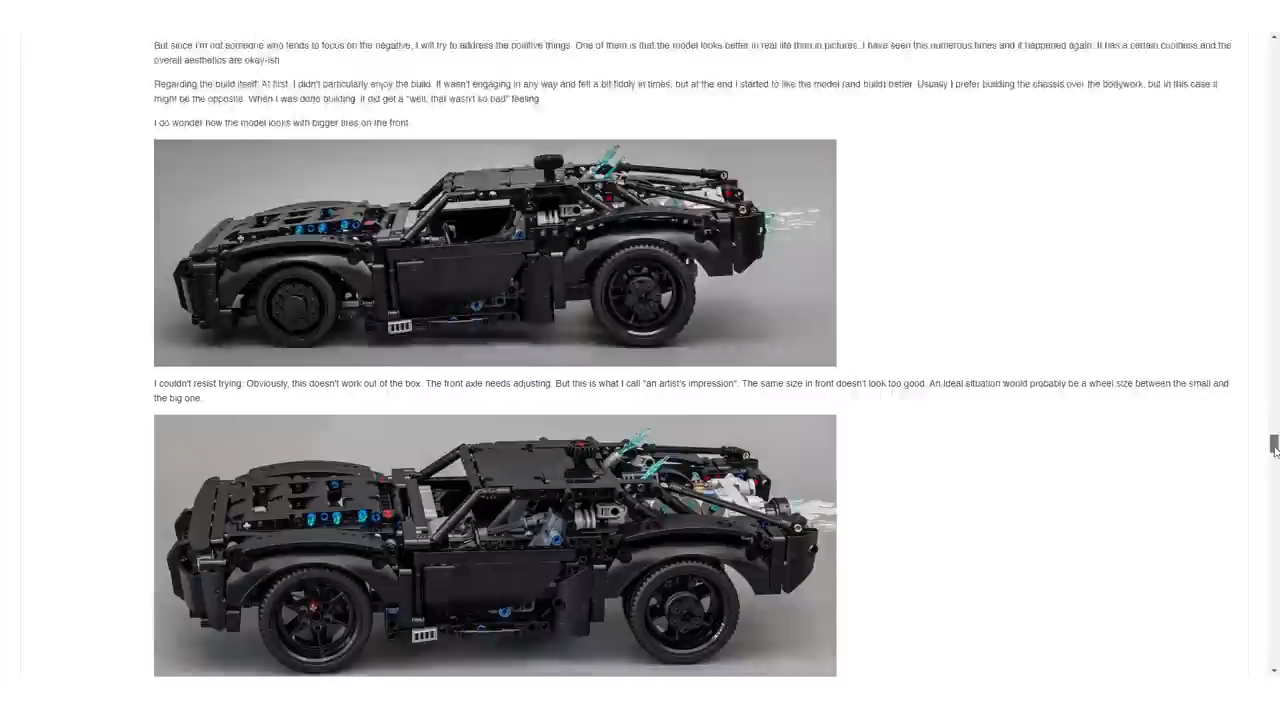 But since I'm not someone who tends to focus on the negative, I will try to address the positive things. One of them is that the model looks better in real life than in pictures. I have seen this numerous times and it happened again. It has a certain coolness and the
overall aesthetics are okay-ish.
Regarding the build itself: At first, I didn't particularly enjoy the build. It wasn't engaging in any way and felt a bit fiddly in times, but at the end I started to like the model (and build) better. Usually I prefer building the chassis over the bodywork, but in this case it
might be the opposite. When I was done building, it did get a "well, that wasn't so bad" feeling.
I do wonder how the model looks with bigger tires on the front.
I couldn't resist trying. Obviously, this doesn't work out of the box. The front axle needs adjusting. But this is what I call "an artist's impression". The same size in front doesn't look too good. An ideal situation would probably be a wheel size between the small and
the big one.